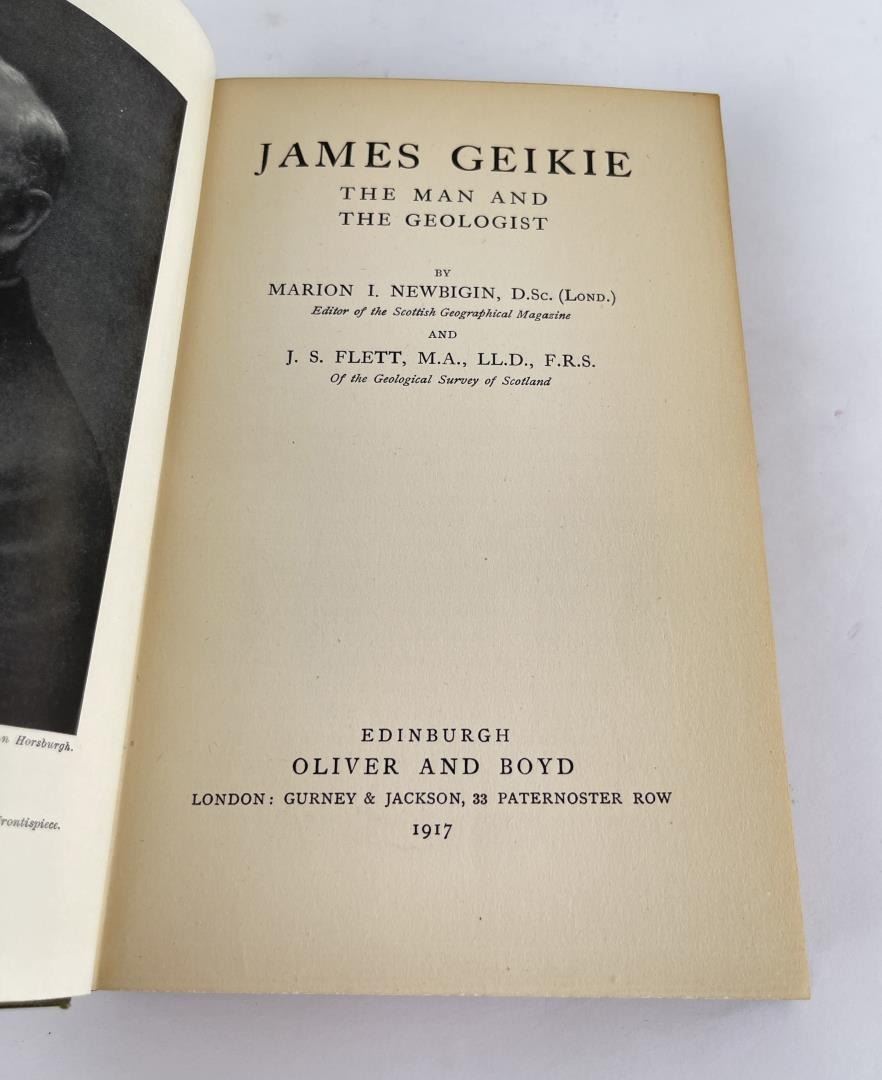 n Horsburgh.
Frontispiece.
JAMES GEIKIE
THE MAN AND
THE GEOLOGIST
BY
MARION I. NEWBIGIN, D.Sc. (LOND.)
Editor of the Scottish Geographical Magazine
AND
J. S. FLETT, M.A., LL.D., F.R.S.
Of the Geological Survey of Scotland
EDINBURGH
OLIVER AND BOYD
LONDON: GURNEY & JACKSON, 33 PATERNOSTER ROW
1917